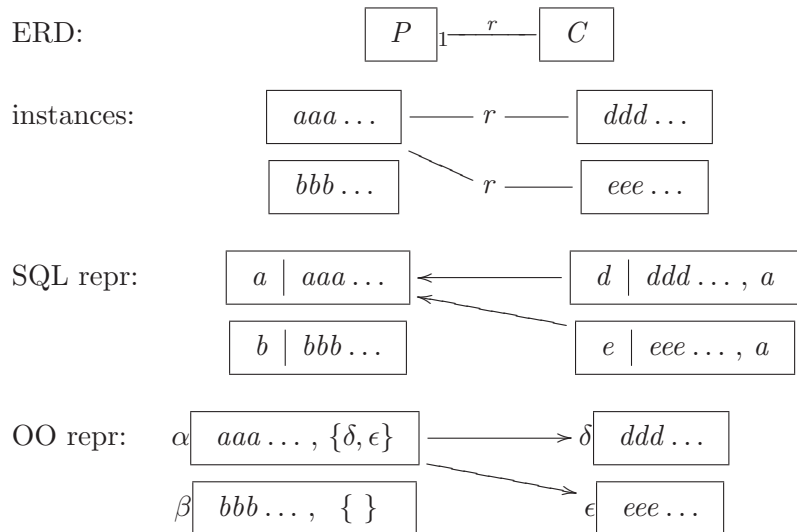 ERD: P 1 r C
instances: aaa ... r ddd ...
bbb ... r eee ...
SQL repr: a | aaa ... d | ddd ... , a
b | bbb ... e | eee ... , a
OO repr: α aaa ... , {δ, ϵ} δ ddd ...
β bbb ... , { } ϵ eee ...